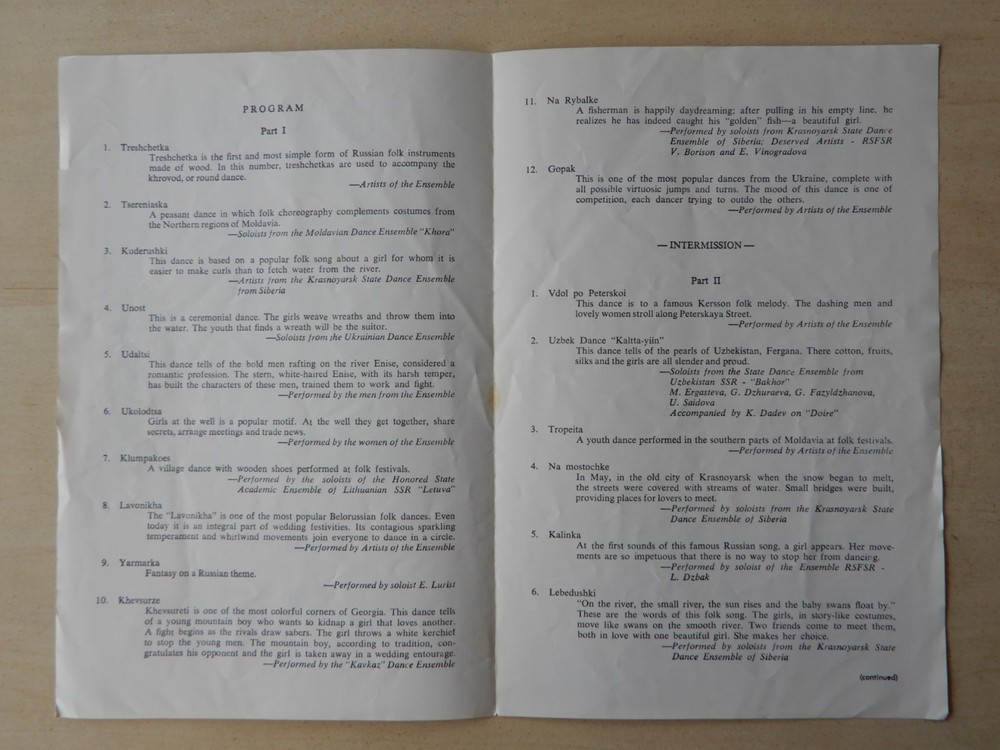 PROGRAM
Part I
1. Treshchetka
Treshchetka is the first and most simple form of Russian folk instruments
made of wood. In this number, treshchetkas are used to accompany the
khrovod, or round dance.
—Artists of the Ensemble
2. Tsereniaska
A peasant dance in which folk choreography complements costumes from
the Northern regions of Moldavia.
—Soloists from the Moldavian Dance Ensemble "Khora"
3. Kuderushki
This dance is based on a popular folk song about a girl for whom it is
easier to make curls than to fetch water from the river.
—Artists from the Krasnoyarsk State Dance Ensemble
from Siberia
4. Unost
This is a ceremonial dance. The girls weave wreaths and throw them into
the water. The youth that finds a wreath will be the suitor.
—Soloists from the Ukrainian Dance Ensemble
5. Udaltsi
This dance tells of the bold men rafting on the river Enise, considered a
romantic profession. The stern, white-haired Enise, with its harsh temper,
has built the characters of these men, trained them to work and fight.
—Performed by the men from the Ensemble
6. Ukolodtsa
Girls at the well is a popular motif. At the well they get together, share
secrets, arrange meetings and trade news.
—Performed by the women of the Ensemble
7. Klumpakoes
A village dance with wooden shoes performed at folk festivals.
—Performed by the soloists of the Honored State
Academic Ensemble of Lithuanian SSR "Letuva"
8. Lavonikha
The "Lavonikha" is one of the most popular Belorussian folk dances. Even
today it is an integral part of wedding festivities. Its contagious sparkling
temperament and whirlwind movements join everyone to dance in a circle.
—Performed by Artists of the Ensemble
9. Yarmarka
Fantasy on a Russian theme.
—Performed by soloist E. Lurist
10. Khevsurze
Khevsureti is one of the most colorful corners of Georgia. This dance tells
of a young mountain boy who wants to kidnap a girl that loves another.
A fight begins as the rivals draw sabers. The girl throws a white kerchief
to stop the young men. The mountain boy, according to tradition, con-
gratulates his opponent and the girl is taken away in a wedding entourage.
—Performed by the "Kavkaz" Dance Ensemble
11. Na Rybalke
A fisherman is happily daydreaming; after pulling in his empty line, he
realizes he has indeed caught his "golden" fish—a beautiful girl.
—Performed by soloists from Krasnoyarsk State Dance
Ensemble of Siberia; Deserved Artists - RSFSR
V. Borison and E. Vinogradova
12. Gopak
This is one of the most popular dances from the Ukraine, complete with
all possible virtuosic jumps and turns. The mood of this dance is one of
competition, each dancer trying to outdo the others.
—Performed by Artists of the Ensemble
— INTERMISSION —
Part II
1. Vdol po Peterskoi
This dance is to a famous Kersson folk melody. The dashing men and
lovely women stroll along Peterskaya Street.
—Performed by Artists of the Ensemble
2. Uzbek Dance "Kaltta-yiin"
This dance tells of the pearls of Uzbekistan, Fergana. There cotton, fruits,
silks and the girls are all slender and proud.
—Soloists from the State Dance Ensemble from
Uzbekistan SSR - "Bakhor"
M. Ergasteva, G. Dzhuraeva, G. Fazyldzhanova,
U. Saidova
Accompanied by K. Dadev on "Doire"
3. Tropeita
A youth dance performed in the southern parts of Moldavia at folk festivals.
—Performed by Artists of the Ensemble
4. Na mostochke
In May, in the old city of Krasnoyarsk when the snow began to melt,
the streets were covered with streams of water. Small bridges were built,
providing places for lovers to meet.
—Performed by soloists from the Krasnoyarsk State
Dance Ensemble of Siberia
5. Kalinka
At the first sounds of this famous Russian song, a girl appears. Her move-
ments are so impetuous that there is no way to stop her from dancing.
—Performed by soloist of the Ensemble RSFSR -
L. Dzbak
6. Lebedushki
"On the river, the small river, the sun rises and the baby swans float by."
These are the words of this folk song. The girls, in story-like costumes,
move like swans on the smooth river. Two friends come to meet them,
both in love with one beautiful girl. She makes her choice.
—Performed by soloists from the Krasnoyarsk State
Dance Ensemble of Siberia
(continued)